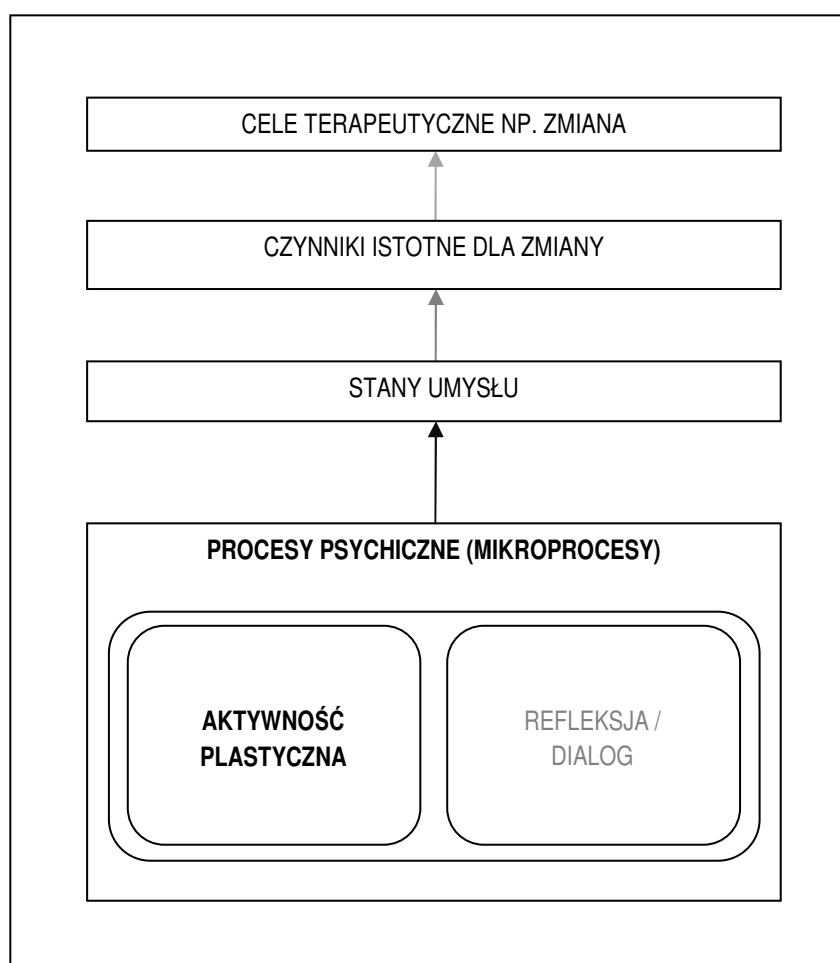 CELE TERAPEUTYCZNE NP. ZMIANA
CZYNNIKI ISTOTNE DLA ZMIANY
STANY UMYSŁU
PROCESY PSYCHICZNE (MIKROPROCESY)
AKTYWNOŚĆ
PLASTYCZNA
REFLEKSJA /
DIALOG